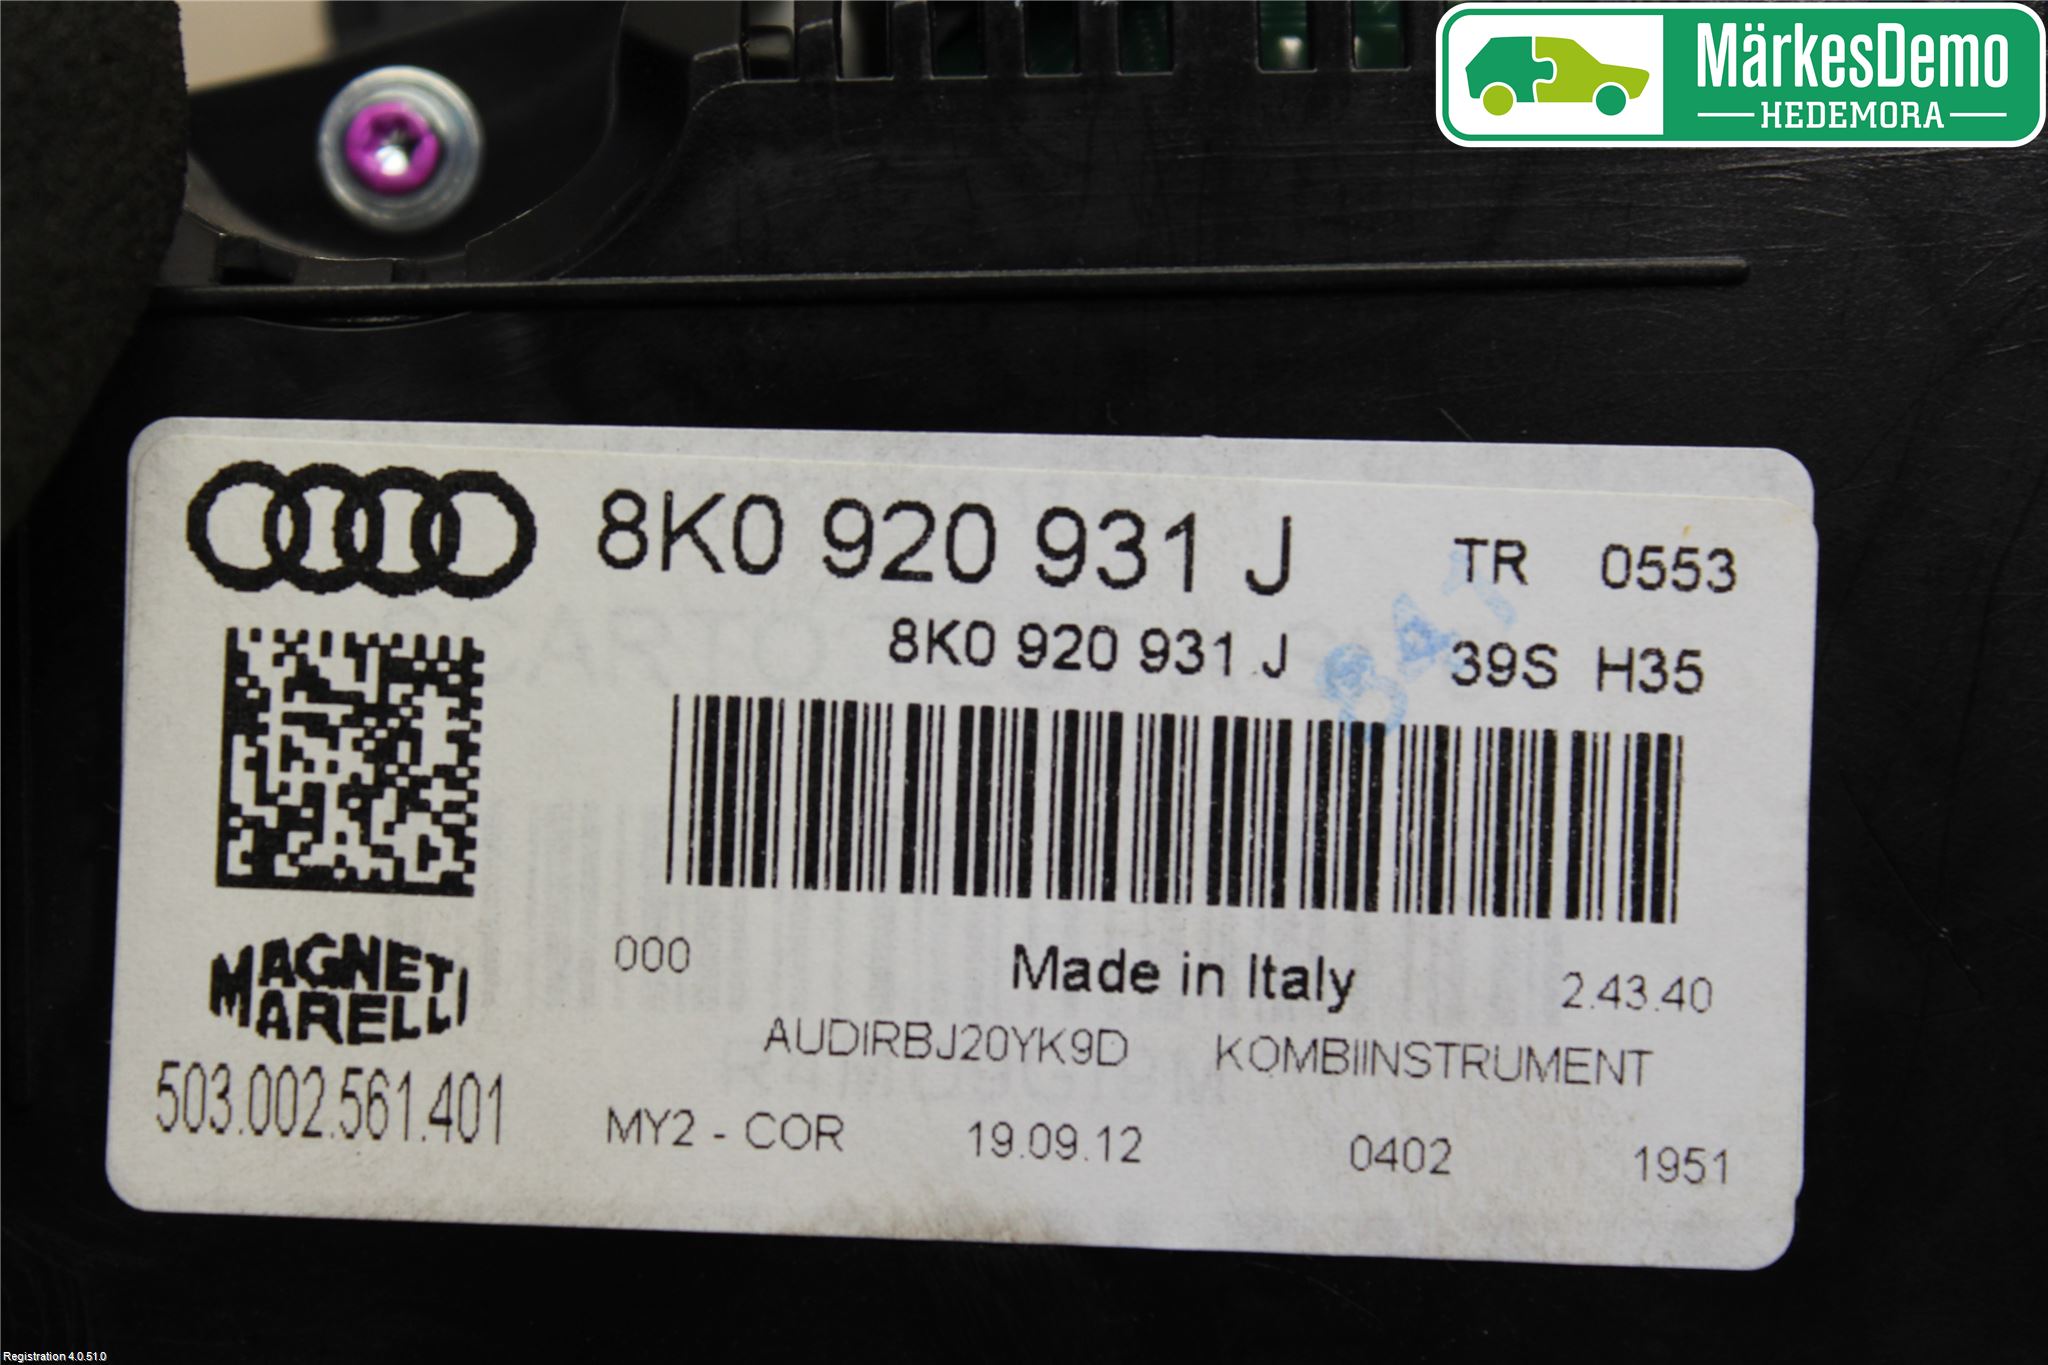 MärkesDemo
HEDEMORA
8K0 920 931 J TR 0553
8K0 920 931 J 39S H35
000 Made in Italy 2.43.40
MAGNETI
MARELLI
AUDIRBJ20YK9D KOMBIINSTRUMENT
503.002.561.401
MY2 - COR 19.09.12 0402 1951
Registration 4.0.51.0